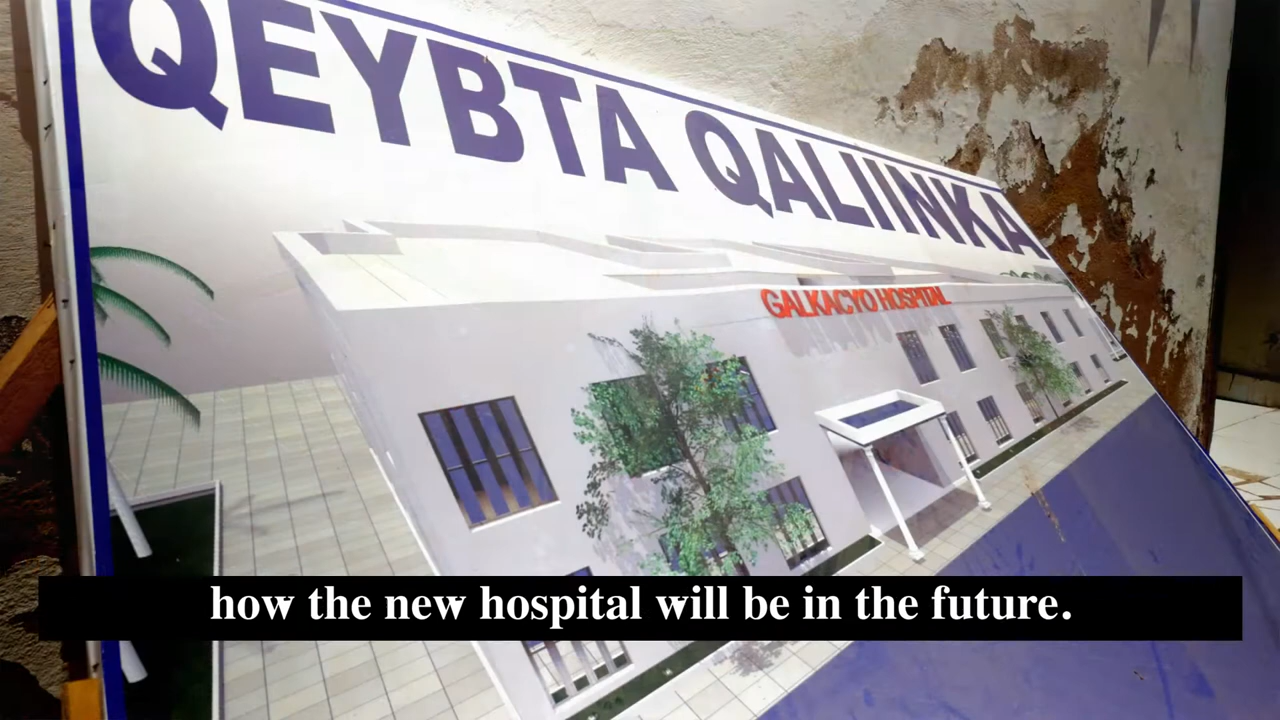 QEYBTA QALIINKA
GALKACYO HOSPITAL
how the new hospital will be in the future.